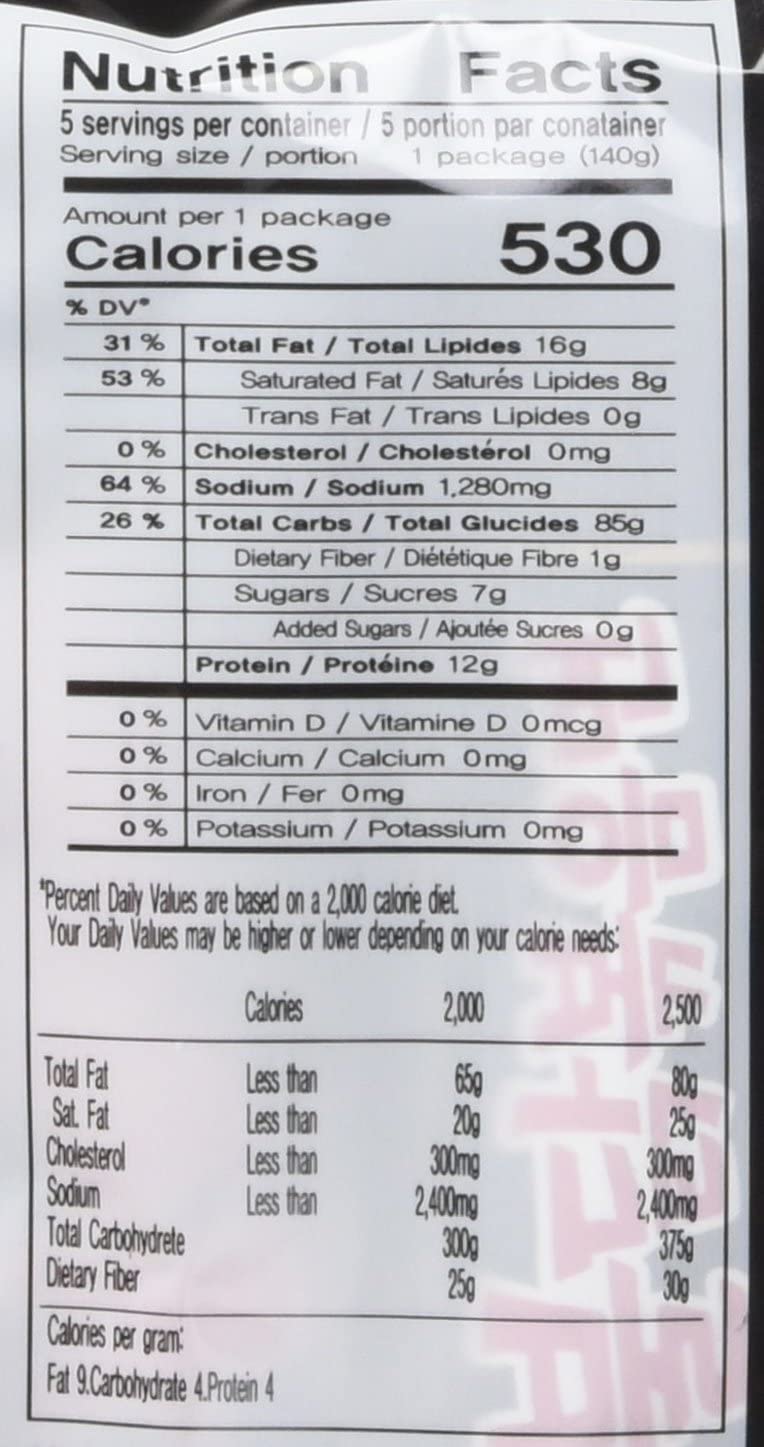 Nutrition Facts
5 servings per container / 5 portion par conatainer
Serving size / portion 1 package (140g)
Amount per 1 package
Calories 530
% DV*
31 % Total Fat / Total Lipides 16g
53 % Saturated Fat / Saturés Lipides 8g
Trans Fat / Trans Lipides 0g
0 % Cholesterol / Cholestérol 0mg
64 % Sodium / Sodium 1,280mg
26 % Total Carbs / Total Glucides 85g
Dietary Fiber / Diététique Fibre 1g
Sugars / Sucres 7g
Added Sugars / Ajoutée Sucres 0g
Protein / Protéine 12g
0 % Vitamin D / Vitamine D 0mcg
0 % Calcium / Calcium 0mg
0 % Iron / Fer 0mg
0 % Potassium / Potassium 0mg
*Percent Daily Values are based on a 2,000 calorie diet.
Your Daily Values may be higher or lower depending on your calorie needs:
Calories 2,000 2,500
Total Fat Less than 65g 80g
Sat. Fat Less than 20g 25g
Cholesterol Less than 300mg 300mg
Sodium Less than 2,400mg 2,400mg
Total Carbohydrete 300g 375g
Dietary Fiber 25g 30g
Calories per gram:
Fat 9.Carbohydrate 4.Protein 4